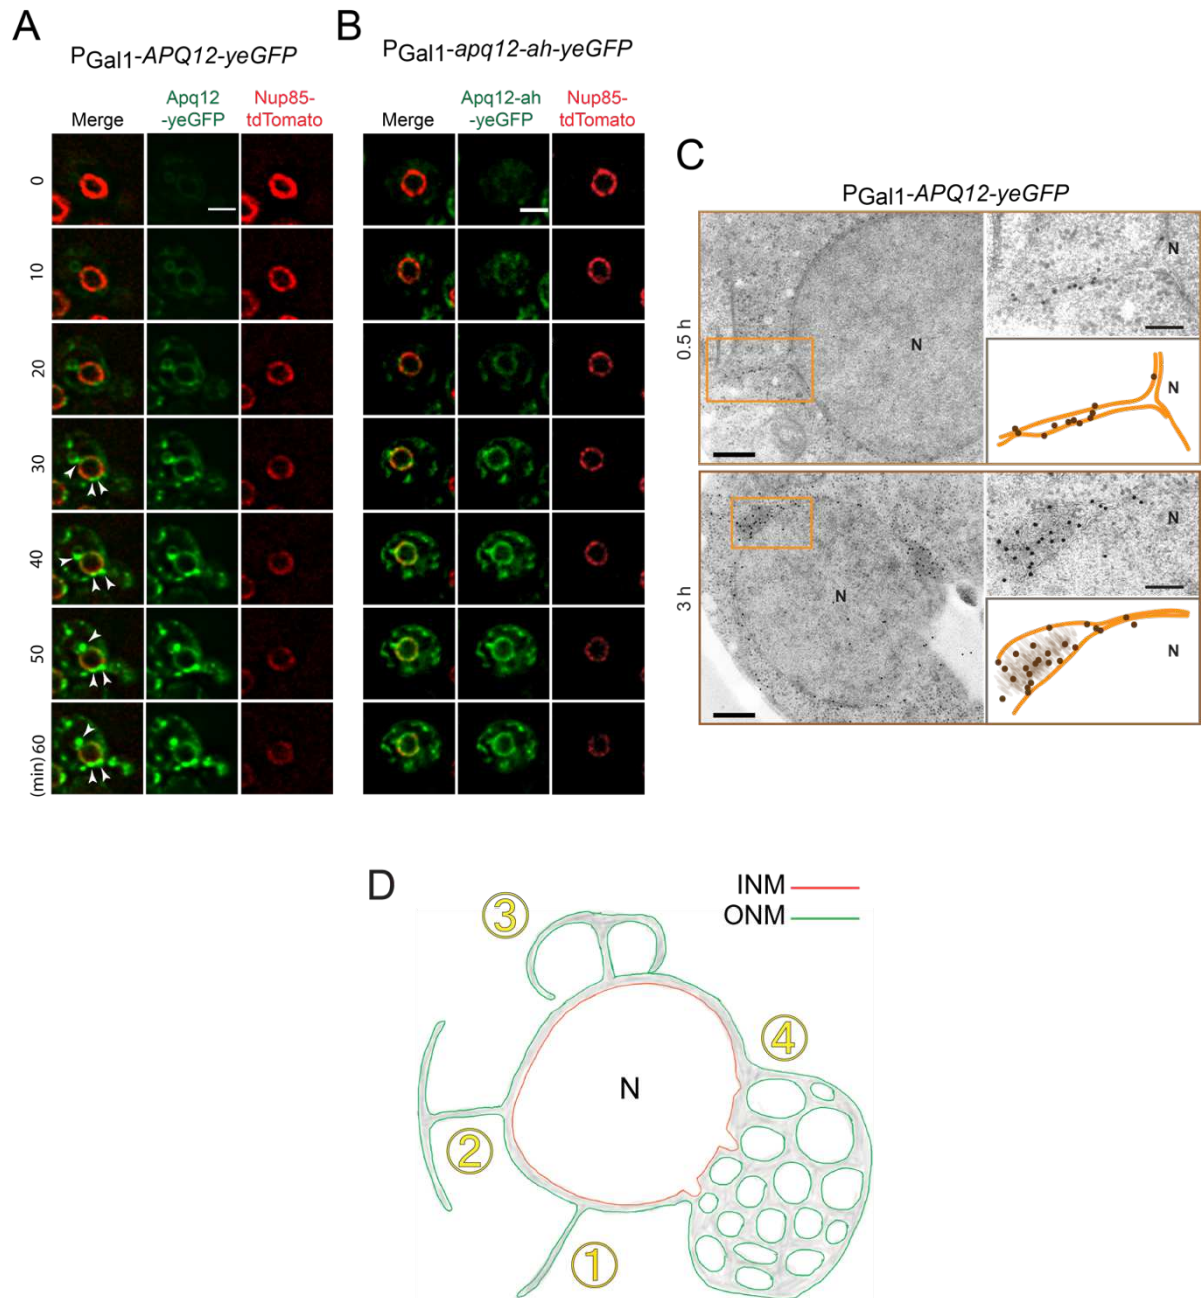 A
PGal1-APQ12-yeGFP
Merge
Apq12
-yeGFP
Nup85-
tdTomato
0
10
20
30
40
50
60
(min)
B
PGal1-apq12-ah-yeGFP
Merge
Apq12-ah
-yeGFP
Nup85-
tdTomato
C
PGal1-APQ12-yeGFP
0.5 h
N
N
N
3 h
N
N
N
D
INM
ONM
3
4
N
2
1